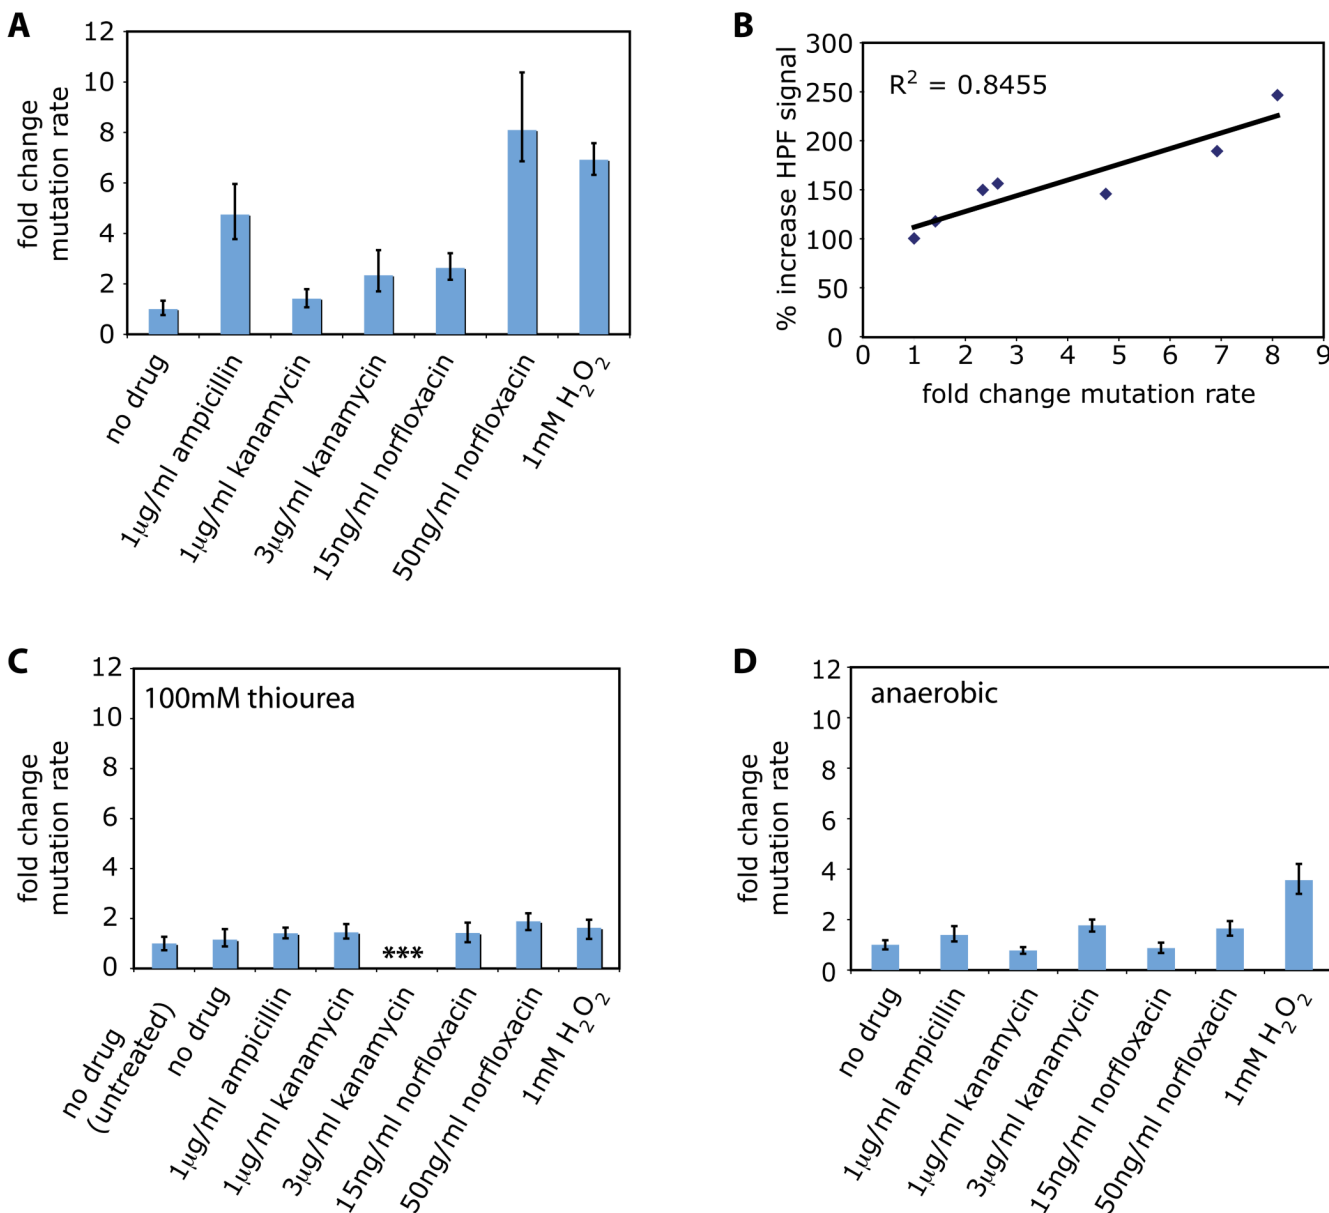 A
fold change
mutation rate
12
10
8
6
4
2
0
no drug
1μg/ml ampicillin
1μg/ml kanamycin
3μg/ml kanamycin
15ng/ml norfloxacin
50ng/ml norfloxacin
1mM H₂O₂
B
% increase HPF signal
300
250
200
150
100
50
0
R² = 0.8455
0 1 2 3 4 5 6 7 8 9
fold change mutation rate
C
fold change
mutation rate
12
10
8
6
4
2
0
100mM thiourea
***
no drug
(untreated)
no drug
1μg/ml ampicillin
1μg/ml kanamycin
3μg/ml kanamycin
15ng/ml norfloxacin
50ng/ml norfloxacin
1mM H₂O₂
D
fold change
mutation rate
12
10
8
6
4
2
0
anaerobic
no drug
1μg/ml ampicillin
1μg/ml kanamycin
3μg/ml kanamycin
15ng/ml norfloxacin
50ng/ml norfloxacin
1mM H₂O₂